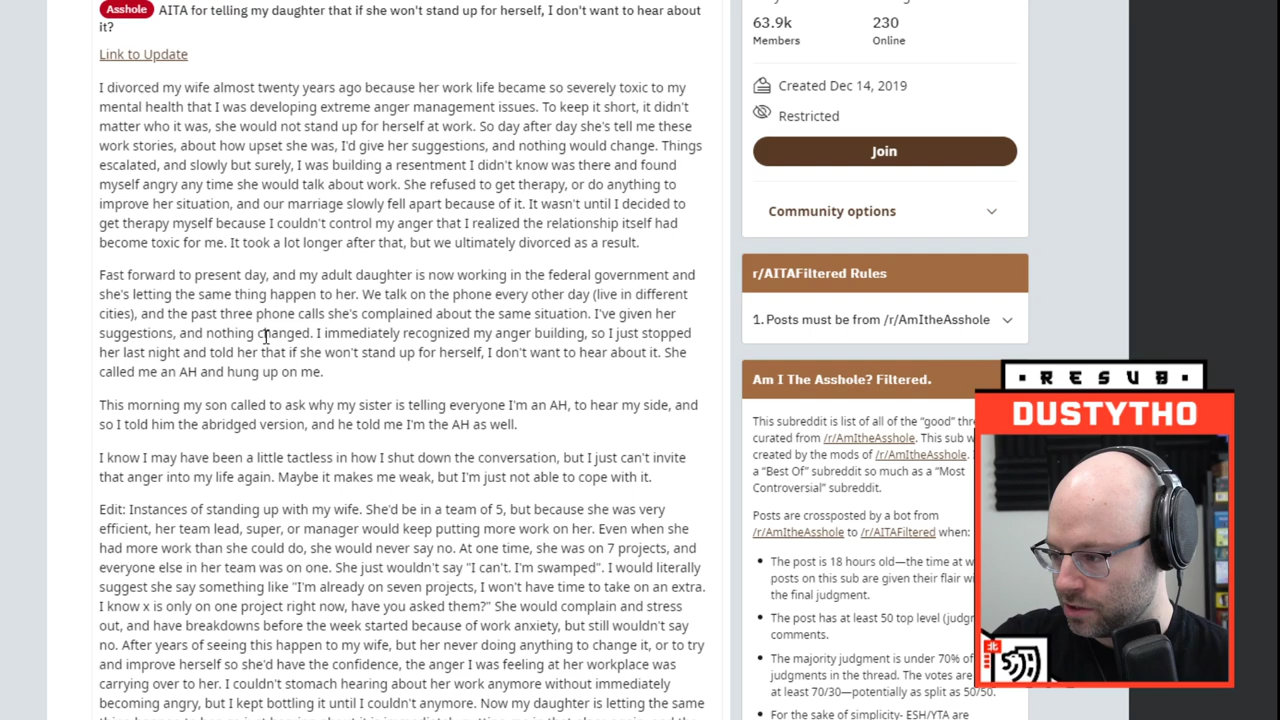 Asshole AITA for telling my daughter that if she won't stand up for herself, I don't want to hear about
it?
Link to Update
I divorced my wife almost twenty years ago because her work life became so severely toxic to my
mental health that I was developing extreme anger management issues. To keep it short, it didn't
matter who it was, she would not stand up for herself at work. So day after day she's tell me these
work stories, about how upset she was, I'd give her suggestions, and nothing would change. Things
escalated, and slowly but surely, I was building a resentment I didn't know was there and found
myself angry any time she would talk about work. She refused to get therapy, or do anything to
improve her situation, and our marriage slowly fell apart because of it. It wasn't until I decided to
get therapy myself because I couldn't control my anger that I realized the relationship itself had
become toxic for me. It took a lot longer after that, but we ultimately divorced as a result.
Fast forward to present day, and my adult daughter is now working in the federal government and
she's letting the same thing happen to her. We talk on the phone every other day (live in different
cities), and the past three phone calls she's complained about the same situation. I've given her
suggestions, and nothing changed. I immediately recognized my anger building, so I just stopped
her last night and told her that if she won't stand up for herself, I don't want to hear about it. She
called me an AH and hung up on me.
This morning my son called to ask why my sister is telling everyone I'm an AH, to hear my side, and
so I told him the abridged version, and he told me I'm the AH as well.
I know I may have been a little tactless in how I shut down the conversation, but I just can't invite
that anger into my life again. Maybe it makes me weak, but I'm just not able to cope with it.
Edit: Instances of standing up with my wife. She'd be in a team of 5, but because she was very
efficient, her team lead, super, or manager would keep putting more work on her. Even when she
had more work than she could do, she would never say no. At one time, she was on 7 projects, and
everyone else in her team was on one. She just wouldn't say "I can't. I'm swamped". I would literally
suggest she say something like "I'm already on seven projects, I won't have time to take on an extra.
I know x is only on one project right now, have you asked them?" She would complain and stress
out, and have breakdowns before the week started because of work anxiety, but still wouldn't say
no. After years of seeing this happen to my wife, but her never doing anything to change it, or to try
and improve herself so she'd have the confidence, the anger I was feeling at her workplace was
carrying over to her. I couldn't stomach hearing about her work anymore without immediately
becoming angry, but I kept bottling it until I couldn't anymore. Now my daughter is letting the same
63.9k 230
Members Online
Created Dec 14, 2019
Restricted
Join
Community options
r/AITAFiltered Rules
1. Posts must be from /r/AmItheAsshole
Am I The Asshole? Filtered.
This subreddit is list of all of the "good"
curated from /r/AmItheAsshole. This sub
created by the mods of /r/AmItheAsshole.
a "Best Of" subreddit so much as a "Most
Controversial" subreddit.
Posts are crossposted by a bot from
/r/AmItheAsshole to /r/AITAFiltered when:
The post is 18 hours old—the time at
posts on this sub are given their flair
the final judgment.
The post has at least 50 top level
comments.
The majority judgment is under 70% of
judgments in the thread. The votes are
at least 70/30—potentially as split as 50/50.
For the sake of simplicity- ESH/YTA are
RESUB
DUSTYTHO